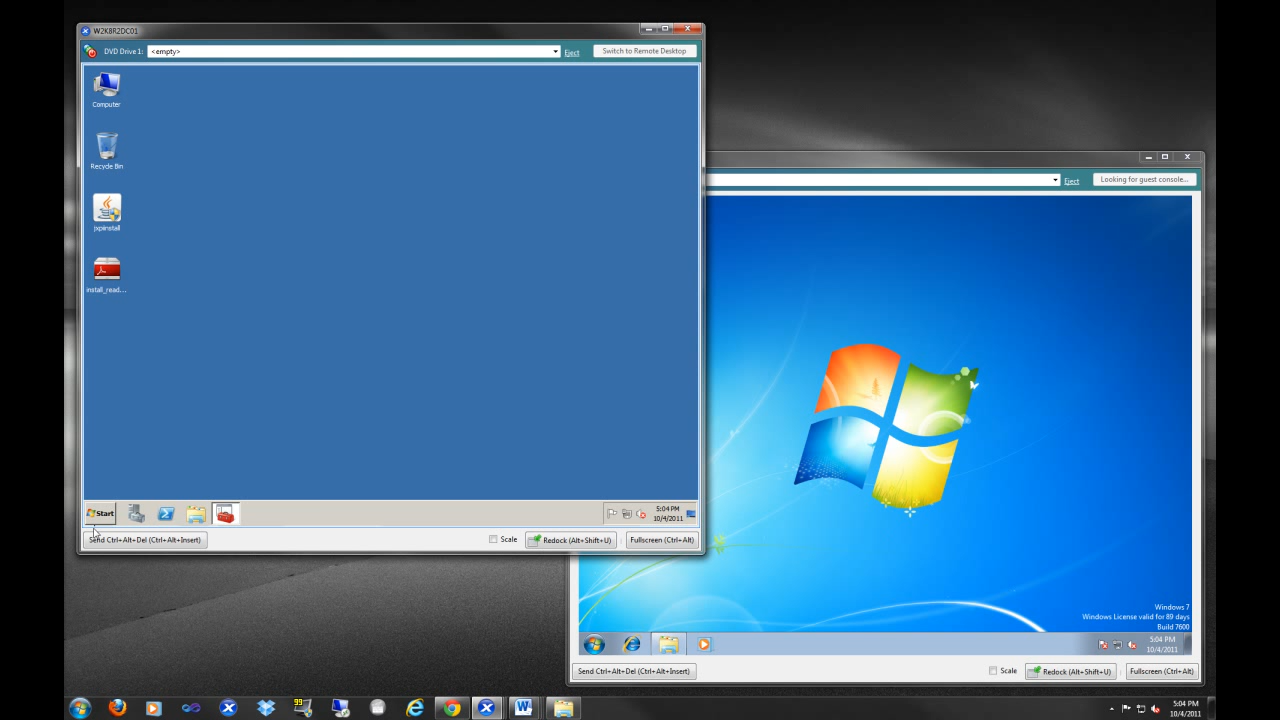 W2K8R2DC01
DVD Drive 1: <empty> Eject Switch to Remote Desktop
Computer
Recycle Bin
jxpiinstall
install_read...
Start
5:04 PM
10/4/2011
Send Ctrl+Alt+Del (Ctrl+Alt+Insert) Scale Redock (Alt+Shift+U) Fullscreen (Ctrl+Alt)
Eject Looking for guest console...
Windows 7
Windows License valid for 89 days
Build 7600
5:04 PM
10/4/2011
Send Ctrl+Alt+Del (Ctrl+Alt+Insert) Scale Redock (Alt+Shift+U) Fullscreen (Ctrl+Alt)
99
W
5:04 PM
10/4/2011